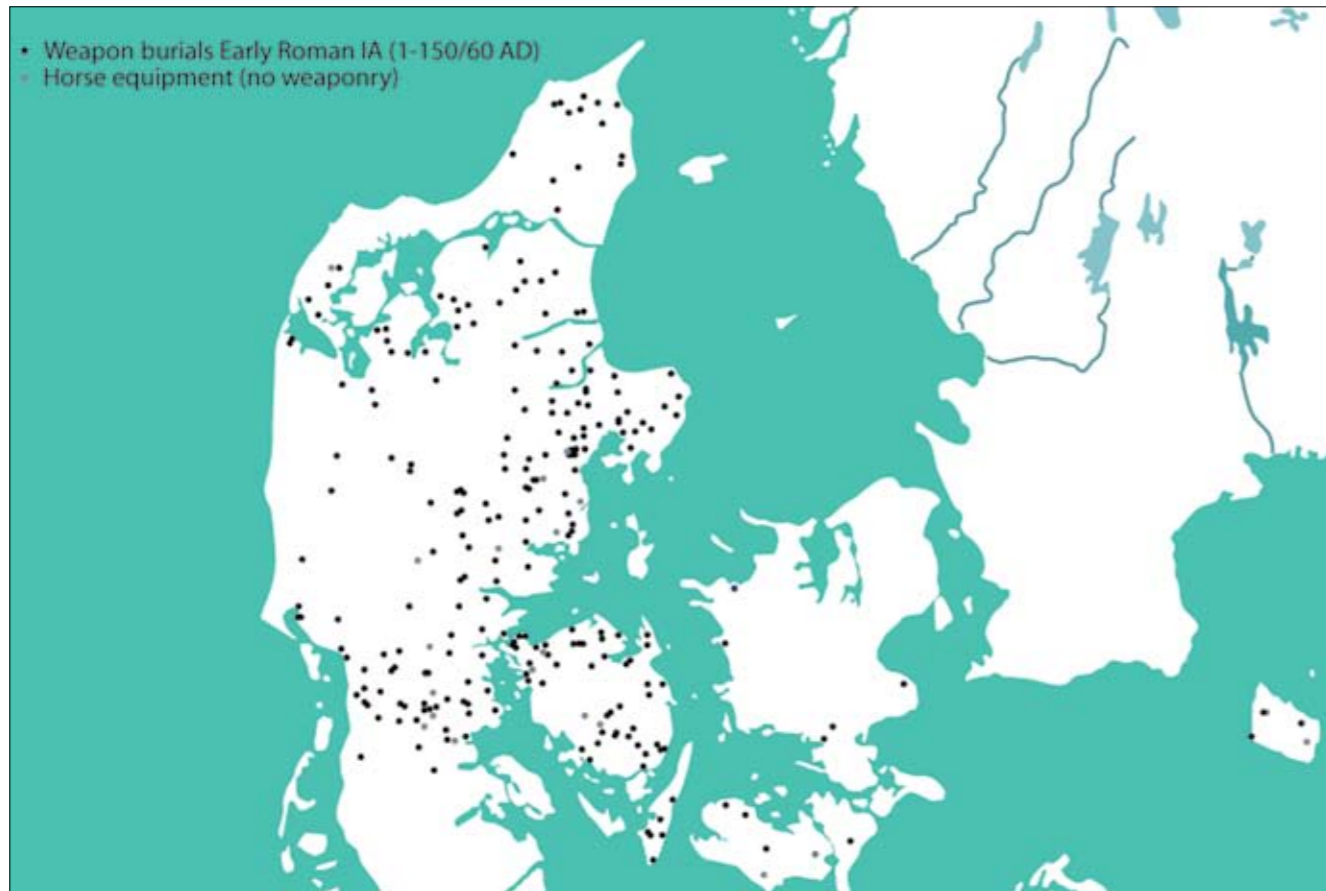 Weapon burials Early Roman IA (1-150/60 AD)
Horse equipment (no weaponry)